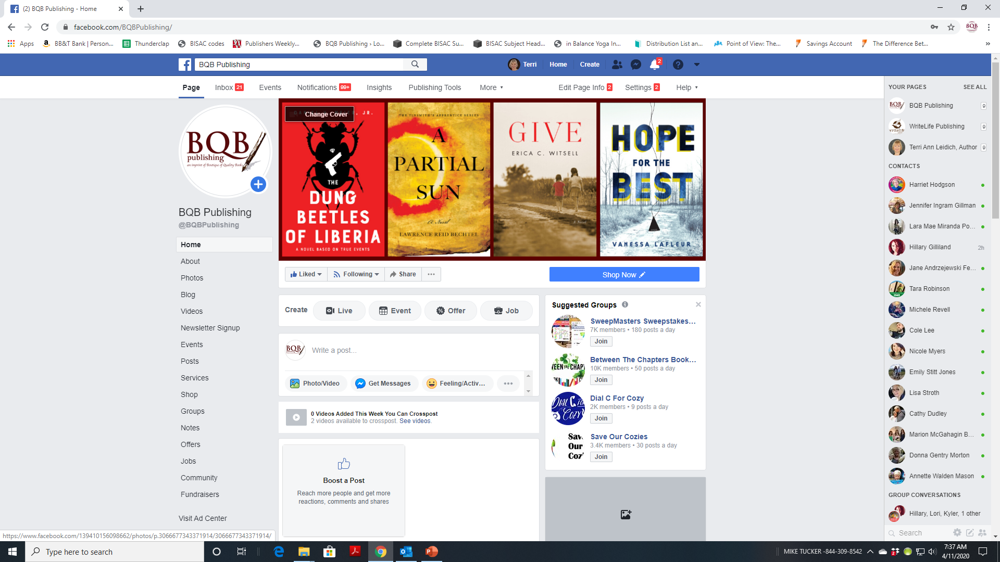 (2) BQB Publishing - Home
facebook.com/BQBPublishing/
BQB
Apps
BB&T Bank | Person...
Thunderclap
BISAC codes
Publishers Weekly...
BQB Publishing › Lo...
Complete BISAC Su...
BISAC Subject Head...
in Balance Yoga In...
Distribution List an...
Point of View: The...
Savings Account
The Difference Bet...
»
BQB Publishing
Terri
Home
Create
2
Page
Inbox 21
Events
Notifications 99+
Insights
Publishing Tools
More
Edit Page Info 2
Settings 2
Help
BQB
publishing
an imprint of Boutique of Quality Books
BQB Publishing
@BQBPublishing
Home
About
Photos
Blog
Videos
Newsletter Signup
Events
Posts
Services
Shop
Groups
Notes
Offers
Jobs
Community
Fundraisers
Visit Ad Center
Change Cover
JR.
THE
DUNG
BEETLES
OF LIBERIA
A NOVEL BASED ON TRUE EVENTS
THE TINSMITH'S APPRENTICE SERIES
A
PARTIAL
SUN
A Novel
LAWRENCE REID BECHTEL
GIVE
ERICA C. WITSELL
A Novel
HOPE
FOR THE
BEST
VANESSA LAFLEUR
Liked
Following
Share
...
Shop Now
Create
Live
Event
Offer
Job
BQB
Write a post...
Photo/Video
Get Messages
Feeling/Activ...
0 Videos Added This Week You Can Crosspost
2 videos available to crosspost. See videos.
Boost a Post
Reach more people and get more
reactions, comments and shares
Suggested Groups
SweepMasters Sweepstakes...
7K members • 180 posts a day
Join
Between The Chapters Book...
10K members • 50 posts a day
Join
DIAL C FOR
COZY
Dial C For Cozy
2K members • 9 posts a day
Join
Save Our Cozies
3.4K members • 30 posts a day
Join
YOUR PAGES
SEE ALL
BQB Publishing 9
WriteLife Publishing 9
Terri Ann Leidich, Author 9
CONTACTS
Harriet Hodgson
Jennifer Ingram Gillman
Lara Mae Miranda Po...
Hillary Gilliland 2h
Jane Andrzejewski Fe...
Tara Robinson
Michele Revell
Cole Lee
Nicole Myers
Emily Stitt Jones
Lisa Stroth
Cathy Dudley
Marion McGahagin B...
Donna Gentry Morton
Annette Walden Mason
GROUP CONVERSATIONS
Hillary, Lori, Kyler, 1 other
Search
https://www.facebook.com/139410156098662/photos/p.3066677343371914/3066677343371914/
Type here to search
MIKE TUCKER -844-309-8542
7:37 AM
4/11/2020